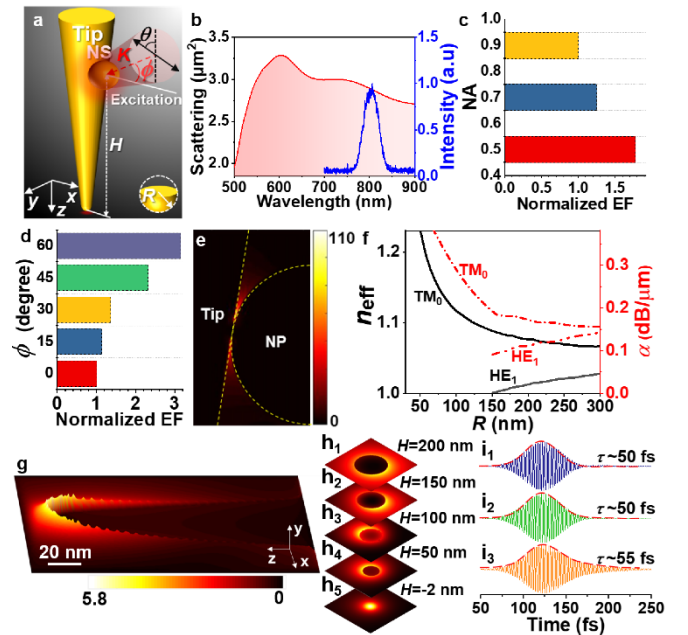 a
Tip
NS
θ
K
ϕ
Excitation
H
R
x
y
z
b
Scattering (μm²)
3.5
3.0
2.5
2.0
500 600 700 800 900
Wavelength (nm)
1.5
1.0
0.5
0.0
Intensity (a.u)
c
NA
0.9
0.8
0.7
0.6
0.5
0.4
0.0 0.5 1.0 1.5
Normalized EF
d
ϕ (degree)
60
45
30
15
0
0 1 2 3
Normalized EF
e
Tip
NP
110
0
f
neff
1.2
1.1
1.0
TM0
TM0
HE1
HE1
50 100 150 200 250 300
R (nm)
0.3
0.2
0.1
0.0
α (dB/μm)
g
20 nm
y
z
x
5.8
0
h1
H=200 nm
h2
H=150 nm
h3
H=100 nm
h4
H=50 nm
h5
H=-2 nm
i1
τ~50 fs
i2
τ~50 fs
i3
τ~55 fs
50 100 150 200 250
Time (fs)